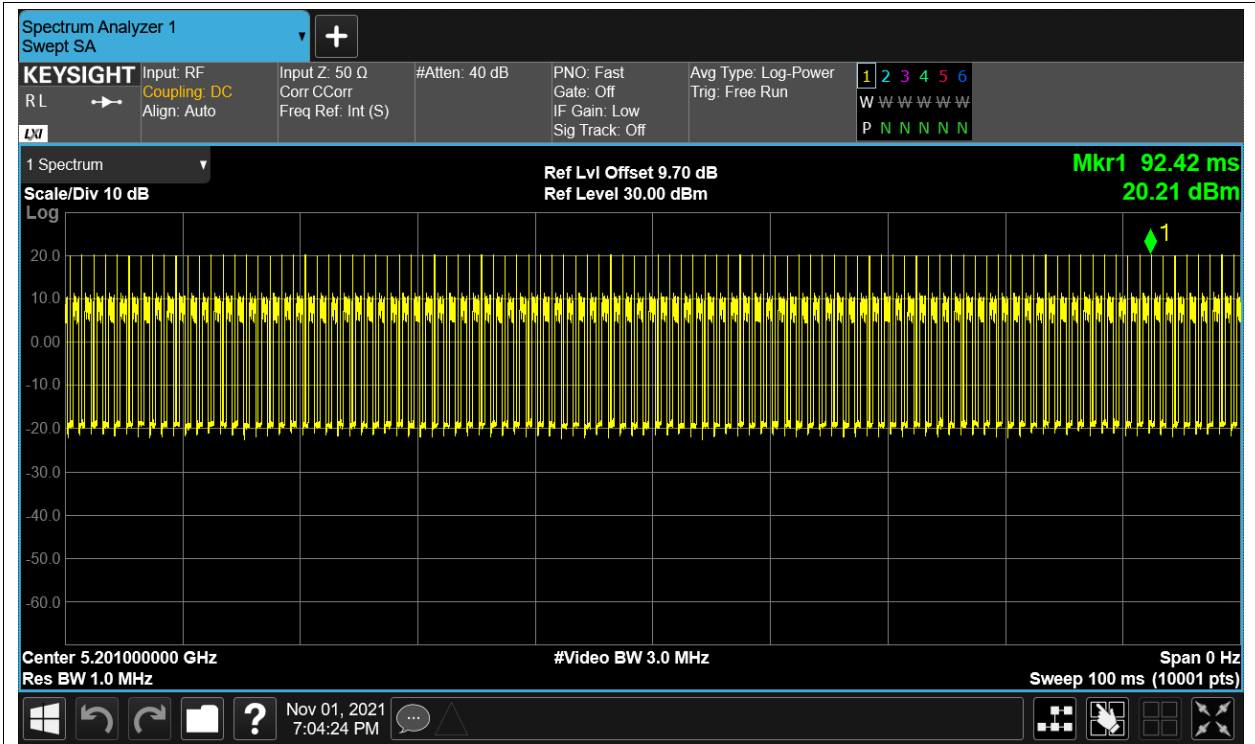 Spectrum Analyzer 1
Swept SA
KEYSIGHT
R L
LXI
Input: RF
Coupling: DC
Align: Auto
Input Z: 50 Ω
Corr CCorr
Freq Ref: Int (S)
#Atten: 40 dB
PNO: Fast
Gate: Off
IF Gain: Low
Sig Track: Off
Avg Type: Log-Power
Trig: Free Run
1 2 3 4 5 6
W W W W W W
P N N N N N
1 Spectrum
Scale/Div 10 dB
Log
Ref Lvl Offset 9.70 dB
Ref Level 30.00 dBm
Mkr1 92.42 ms
20.21 dBm
1
20.0
10.0
0.00
-10.0
-20.0
-30.0
-40.0
-50.0
-60.0
Center 5.201000000 GHz
Res BW 1.0 MHz
#Video BW 3.0 MHz
Span 0 Hz
Sweep 100 ms (10001 pts)
?
Nov 01, 2021
7:04:24 PM